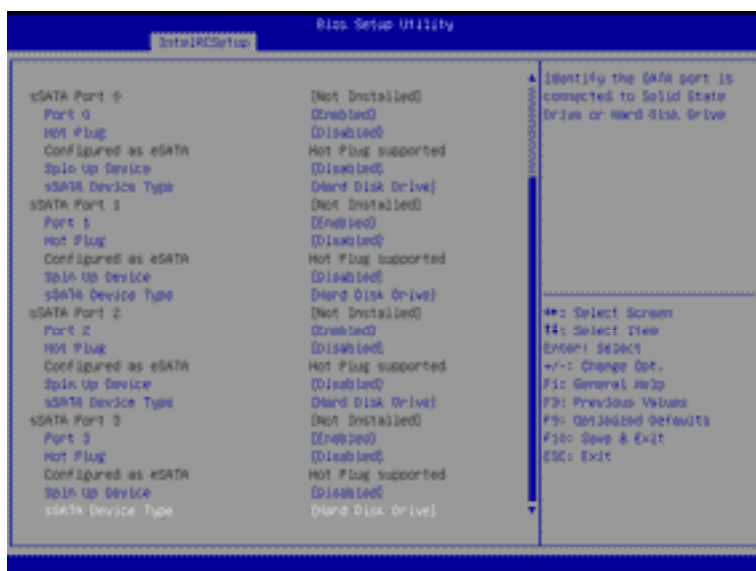 Bios Setup Utility
IntelRCSetup
sSATA Port 0 [Not Installed]
Port 0 [Enabled]
Hot Plug [Disabled]
Configured as eSATA Hot Plug supported
Spin Up Device [Disabled]
sSATA Device Type [Hard Disk Drive]
sSATA Port 1 [Not Installed]
Port 1 [Enabled]
Hot Plug [Disabled]
Configured as eSATA Hot Plug supported
Spin Up Device [Disabled]
sSATA Device Type [Hard Disk Drive]
sSATA Port 2 [Not Installed]
Port 2 [Enabled]
Hot Plug [Disabled]
Configured as eSATA Hot Plug supported
Spin Up Device [Disabled]
sSATA Device Type [Hard Disk Drive]
sSATA Port 3 [Not Installed]
Port 3 [Enabled]
Hot Plug [Disabled]
Configured as eSATA Hot Plug supported
Spin Up Device [Disabled]
sSATA Device Type [Hard Disk Drive]
Identify the SATA port is
connected to Solid State
Drive or Hard Disk Drive
→←: Select Screen
↑↓: Select Item
Enter: Select
+/-: Change Opt.
F1: General Help
F3: Previous Values
F9: Optimized Defaults
F10: Save & Exit
ESC: Exit